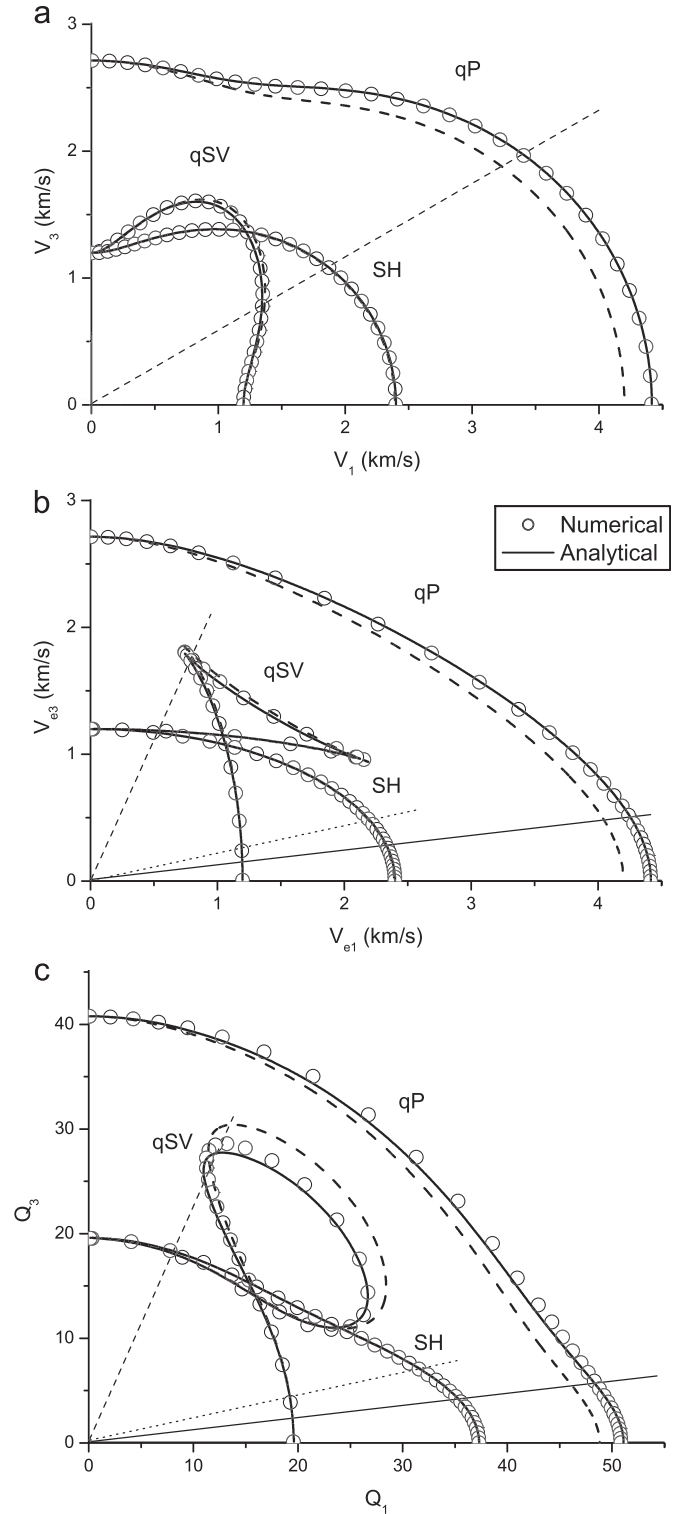 a
3
2
1
0
V3 (km/s)
qP
qSV
SH
0 1 2 3 4
V1 (km/s)
b
3
2
1
0
Ve3 (km/s)
Numerical
Analytical
qP
qSV
SH
0 1 2 3 4
Ve1 (km/s)
c
40
30
20
10
0
Q3
qP
qSV
SH
0 10 20 30 40 50
Q1